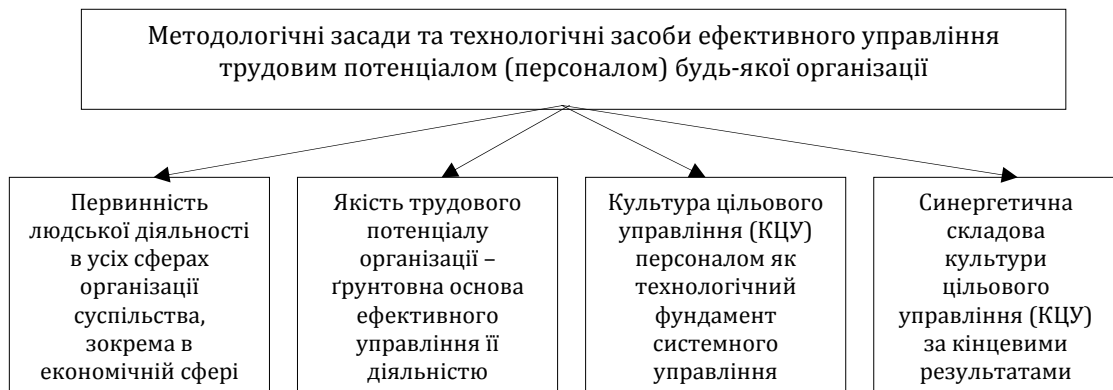 Методологічні засади та технологічні засоби ефективного управління
трудовим потенціалом (персоналом) будь-якої організації
Первинність
людської діяльності
в усіх сферах
організації
суспільства,
зокрема в
економічній сфері
Якість трудового
потенціалу
організації –
ґрунтовна основа
ефективного
управління її
діяльністю
Культура цільового
управління (КЦУ)
персоналом як
технологічний
фундамент
системного
управління
Синергетична
складова
культури
цільового
управління (КЦУ)
за кінцевими
результатами